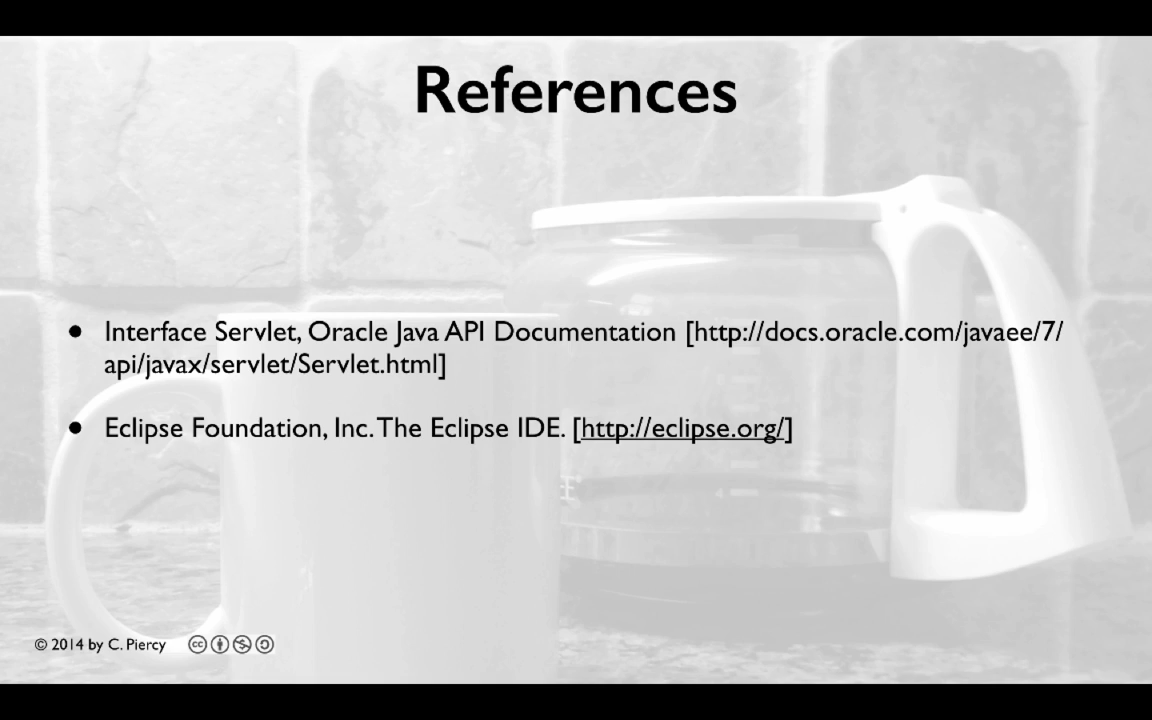 References
• Interface Servlet, Oracle Java API Documentation [http://docs.oracle.com/javaee/7/
api/javax/servlet/Servlet.html]
• Eclipse Foundation, Inc. The Eclipse IDE. [http://eclipse.org/]
© 2014 by C. Piercy cc